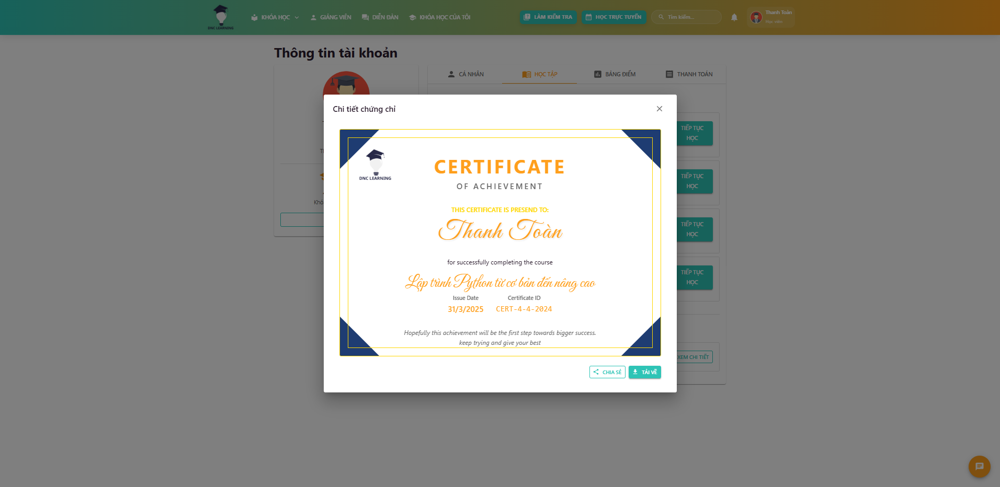 DNC LEARNING
KHÓA HỌC
GIẢNG VIÊN
DIỄN ĐÀN
KHÓA HỌC CỦA TÔI
LÀM KIỂM TRA
HỌC TRỰC TUYẾN
Tìm kiếm...
Thanh Toàn
Học viên
Thông tin tài khoản
CÁ NHÂN
HỌC TẬP
BẢNG ĐIỂM
THANH TOÁN
Chi tiết chứng chỉ
TIẾP TỤC
HỌC
DNC LEARNING
CERTIFICATE
OF ACHIEVEMENT
TIẾP TỤC
HỌC
THIS CERTIFICATE IS PRESEND TO:
Thanh Toàn
TIẾP TỤC
HỌC
for successfully completing the course
Lập trình Python từ cơ bản đến nâng cao
TIẾP TỤC
HỌC
Issue Date
Certificate ID
31/3/2025
CERT-4-4-2024
Hopefully this achievement will be the first step towards bigger success.
keep trying and give your best
XEM CHI TIẾT
CHIA SẺ
TẢI VỀ